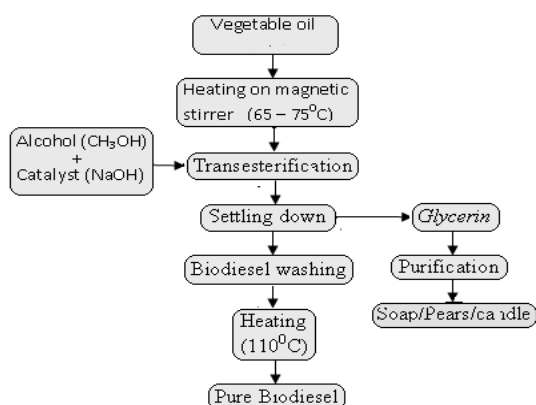 Vegetable oil
Heating on magnetic
stirrer (65 – 75⁰C)
Alcohol (CH₃OH)
+
Catalyst (NaOH)
Transesterification
Settling down
Glycerin
Biodesel washing
Purification
Heating
(110⁰C)
Soap/Pears/candle
Pure Biodiesel